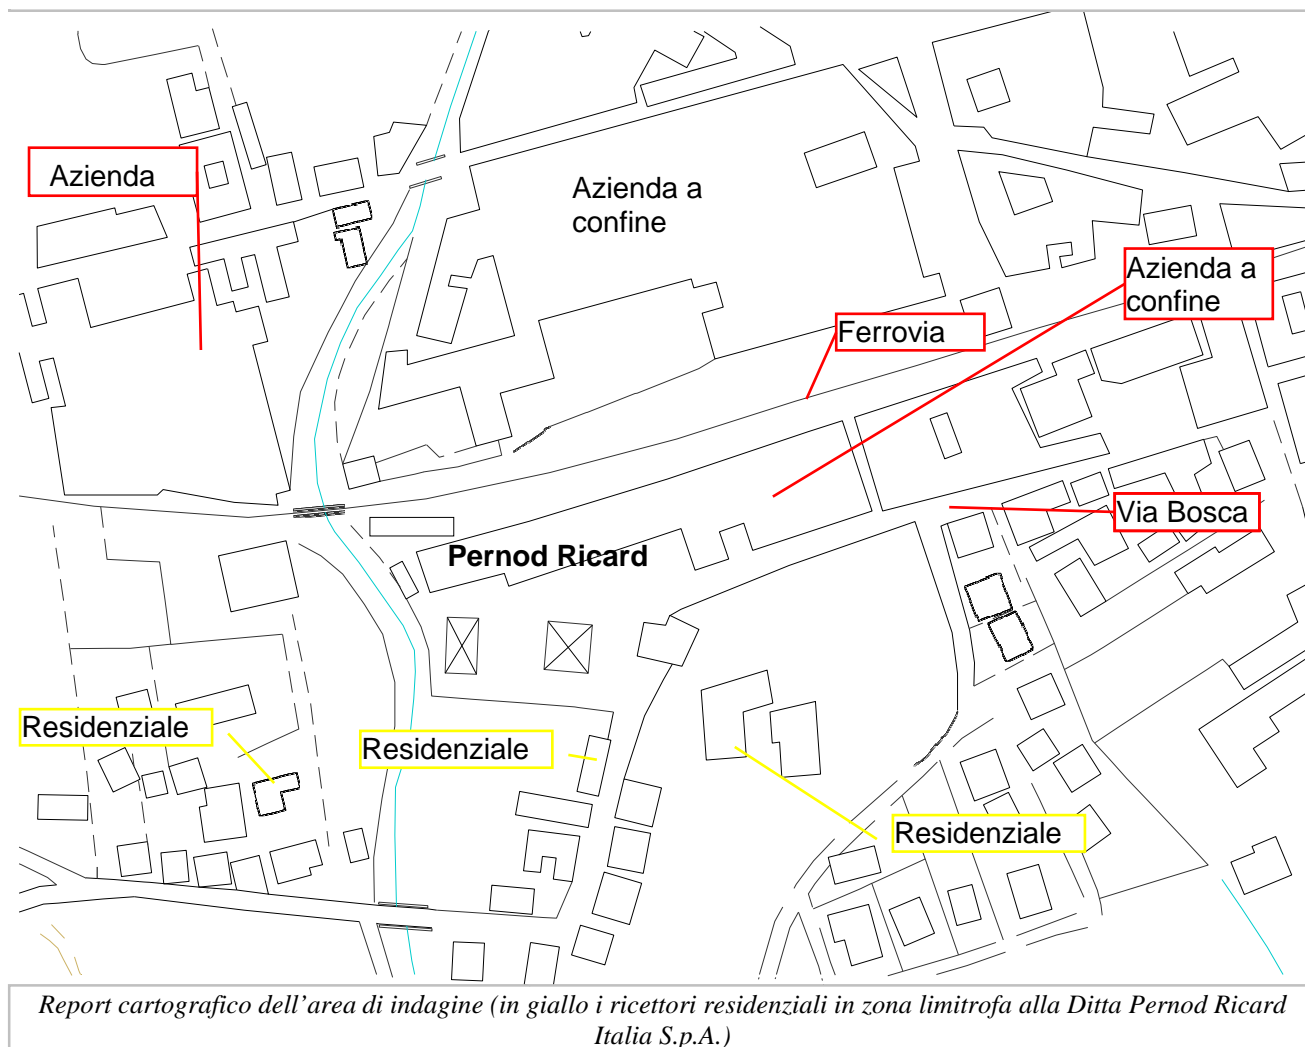 Azienda
Azienda a
confine
Azienda a
confine
Ferrovia
Via Bosca
Pernod Ricard
Residenziale
Residenziale
Residenziale
Report cartografico dell’area di indagine (in giallo i ricettori residenziali in zona limitrofa alla Ditta Pernod Ricard
Italia S.p.A.)